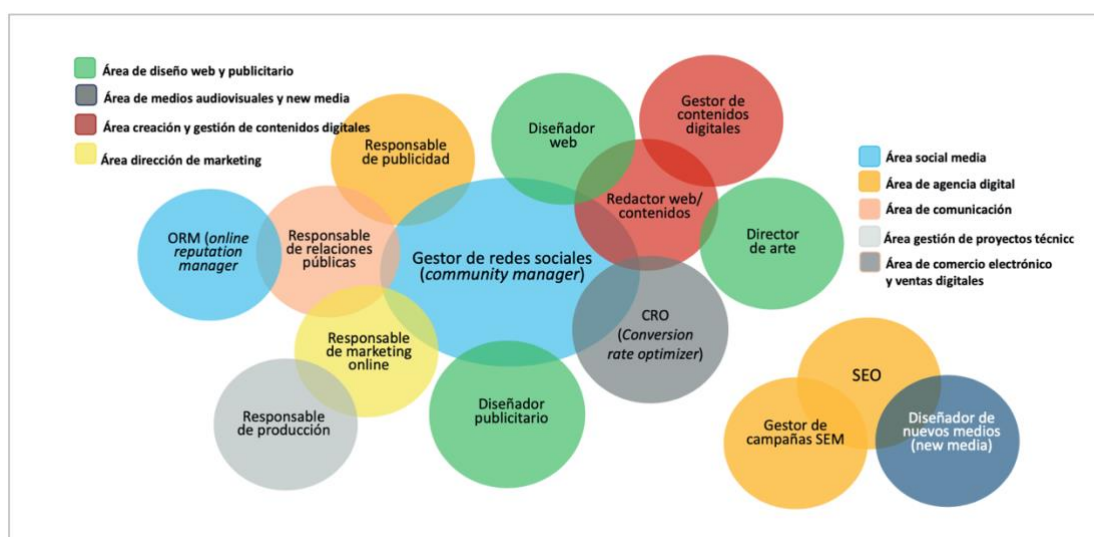 Área de diseño web y publicitario
Área de medios audiovisuales y new media
Área creación y gestión de contenidos digitales
Área dirección de marketing
Responsable
de publicidad
Diseñador
web
Gestor de
contenidos
digitales
Área social media
Área de agencia digital
Área de comunicación
Área gestión de proyectos técnicc
Área de comercio electrónico
y ventas digitales
ORM (online
reputation
manager
Responsable
de relaciones
públicas
Gestor de redes sociales
(community manager)
Redactor web/
contenidos
Director
de arte
Responsable
de marketing
online
CRO
(Conversion
rate optimizer)
Responsable
de producción
Diseñador
publicitario
SEO
Gestor de
campañas SEM
Diseñador de
nuevos medios
(new media)